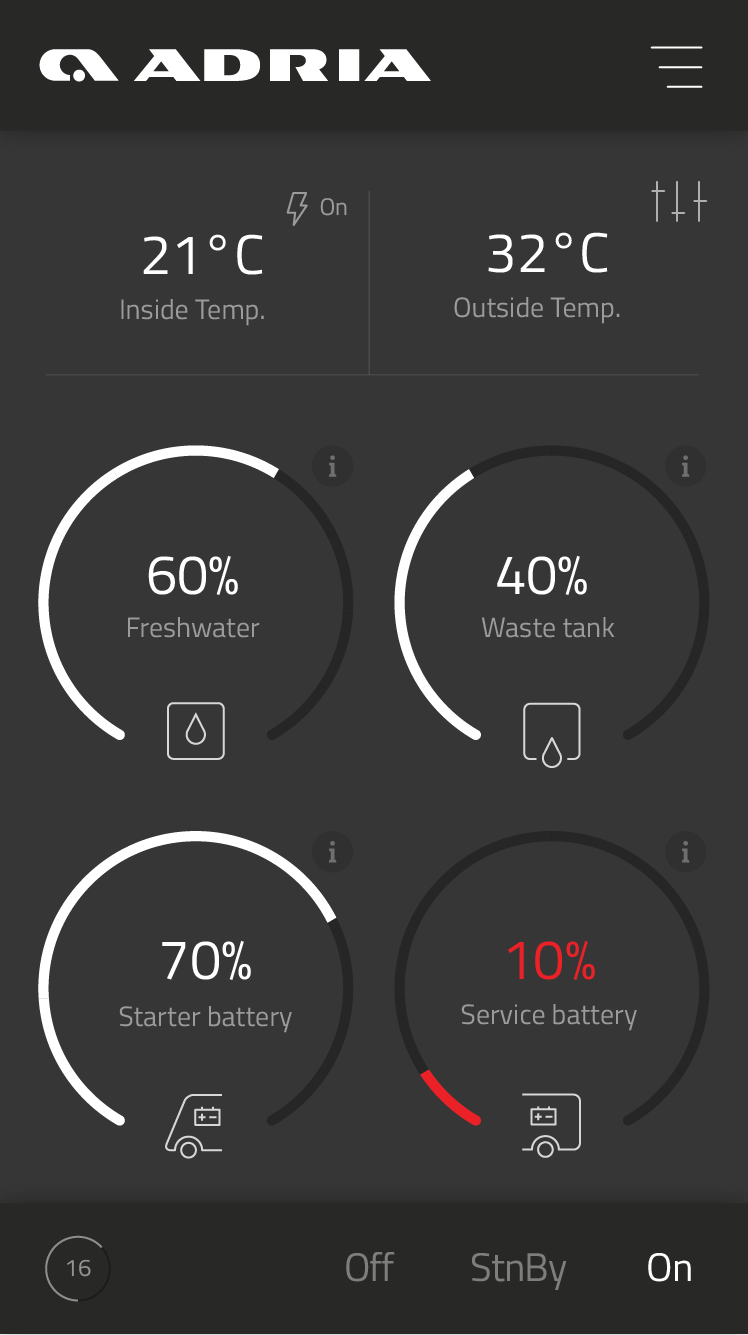 ADRIA
On
21°C
32°C
Inside Temp.
Outside Temp.
i
i
60%
40%
Freshwater
Waste tank
i
i
70%
10%
Starter battery
Service battery
16
Off
StnBy
On